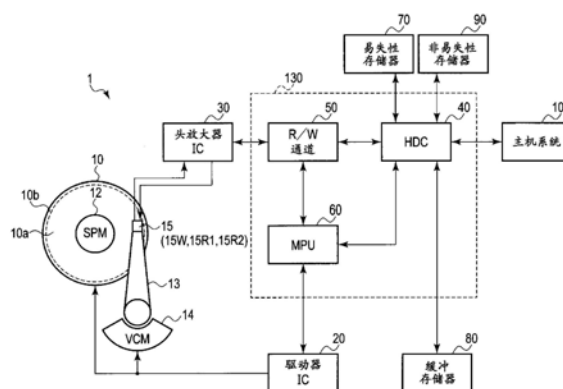 70
易失性
存储器
90
非易失性
存储器
130
1
30
头放大器
IC
50
R/W
通道
40
HDC
10
主机系统
10
10b
12
10a
SPM
15
(15W,15R1,15R2)
60
MPU
13
14
VCM
20
驱动器
IC
80
缓冲
存储器